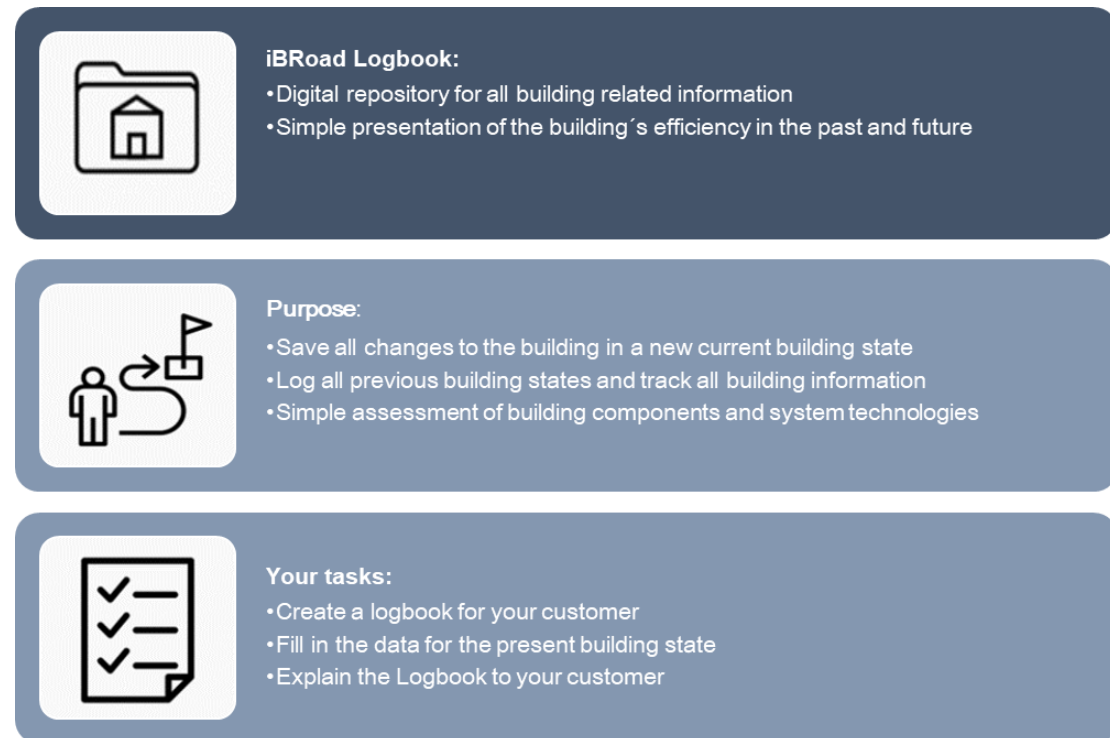 iBRoad Logbook:
•Digital repository for all building related information
•Simple presentation of the building´s efficiency in the past and future
Purpose:
•Save all changes to the building in a new current building state
•Log all previous building states and track all building information
•Simple assessment of building components and system technologies
Your tasks:
•Create a logbook for your customer
•Fill in the data for the present building state
•Explain the Logbook to your customer